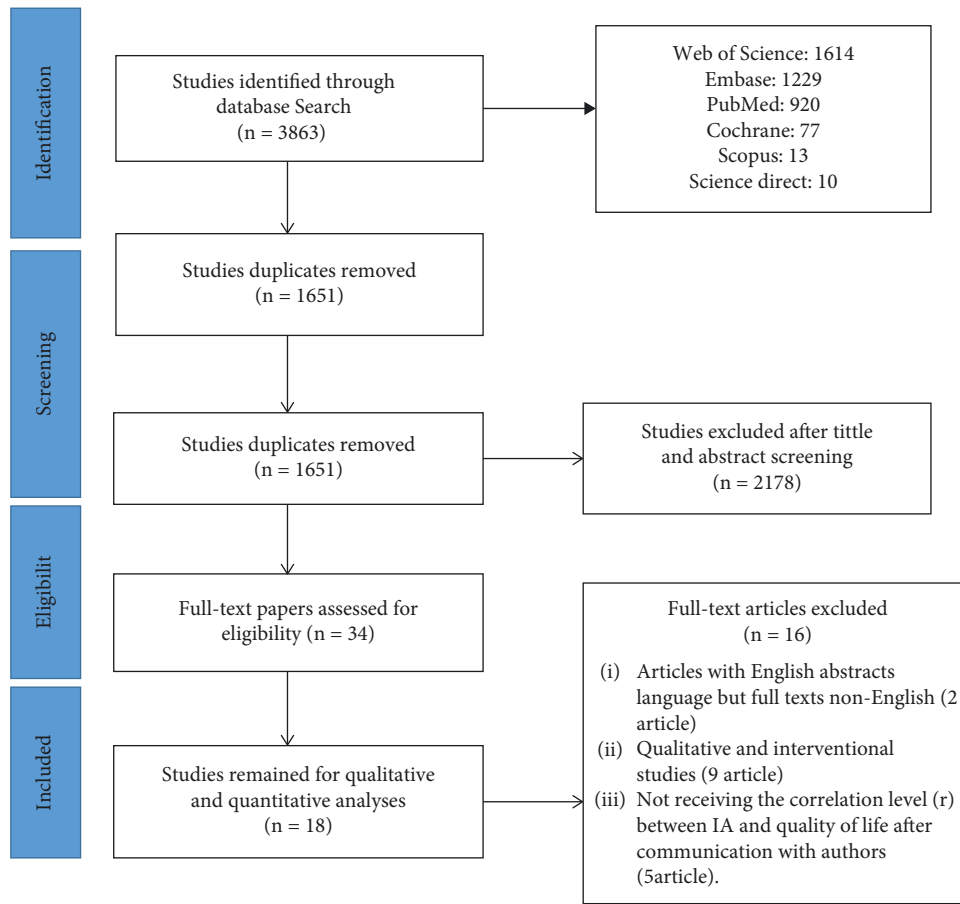 Identification
Studies identified through
database Search
(n = 3863)
Web of Science: 1614
Embase: 1229
PubMed: 920
Cochrane: 77
Scopus: 13
Science direct: 10
Screening
Studies duplicates removed
(n = 1651)
Studies duplicates removed
(n = 1651)
Studies excluded after tittle
and abstract screening
(n = 2178)
Eligibilit
Full-text papers assessed for
eligibility (n = 34)
Full-text articles excluded
(n = 16)
(i) Articles with English abstracts
language but full texts non-English (2
article)
(ii) Qualitative and interventional
studies (9 article)
(iii) Not receiving the correlation level (r)
between IA and quality of life after
communication with authors
(5article).
Included
Studies remained for qualitative
and quantitative analyses
(n = 18)